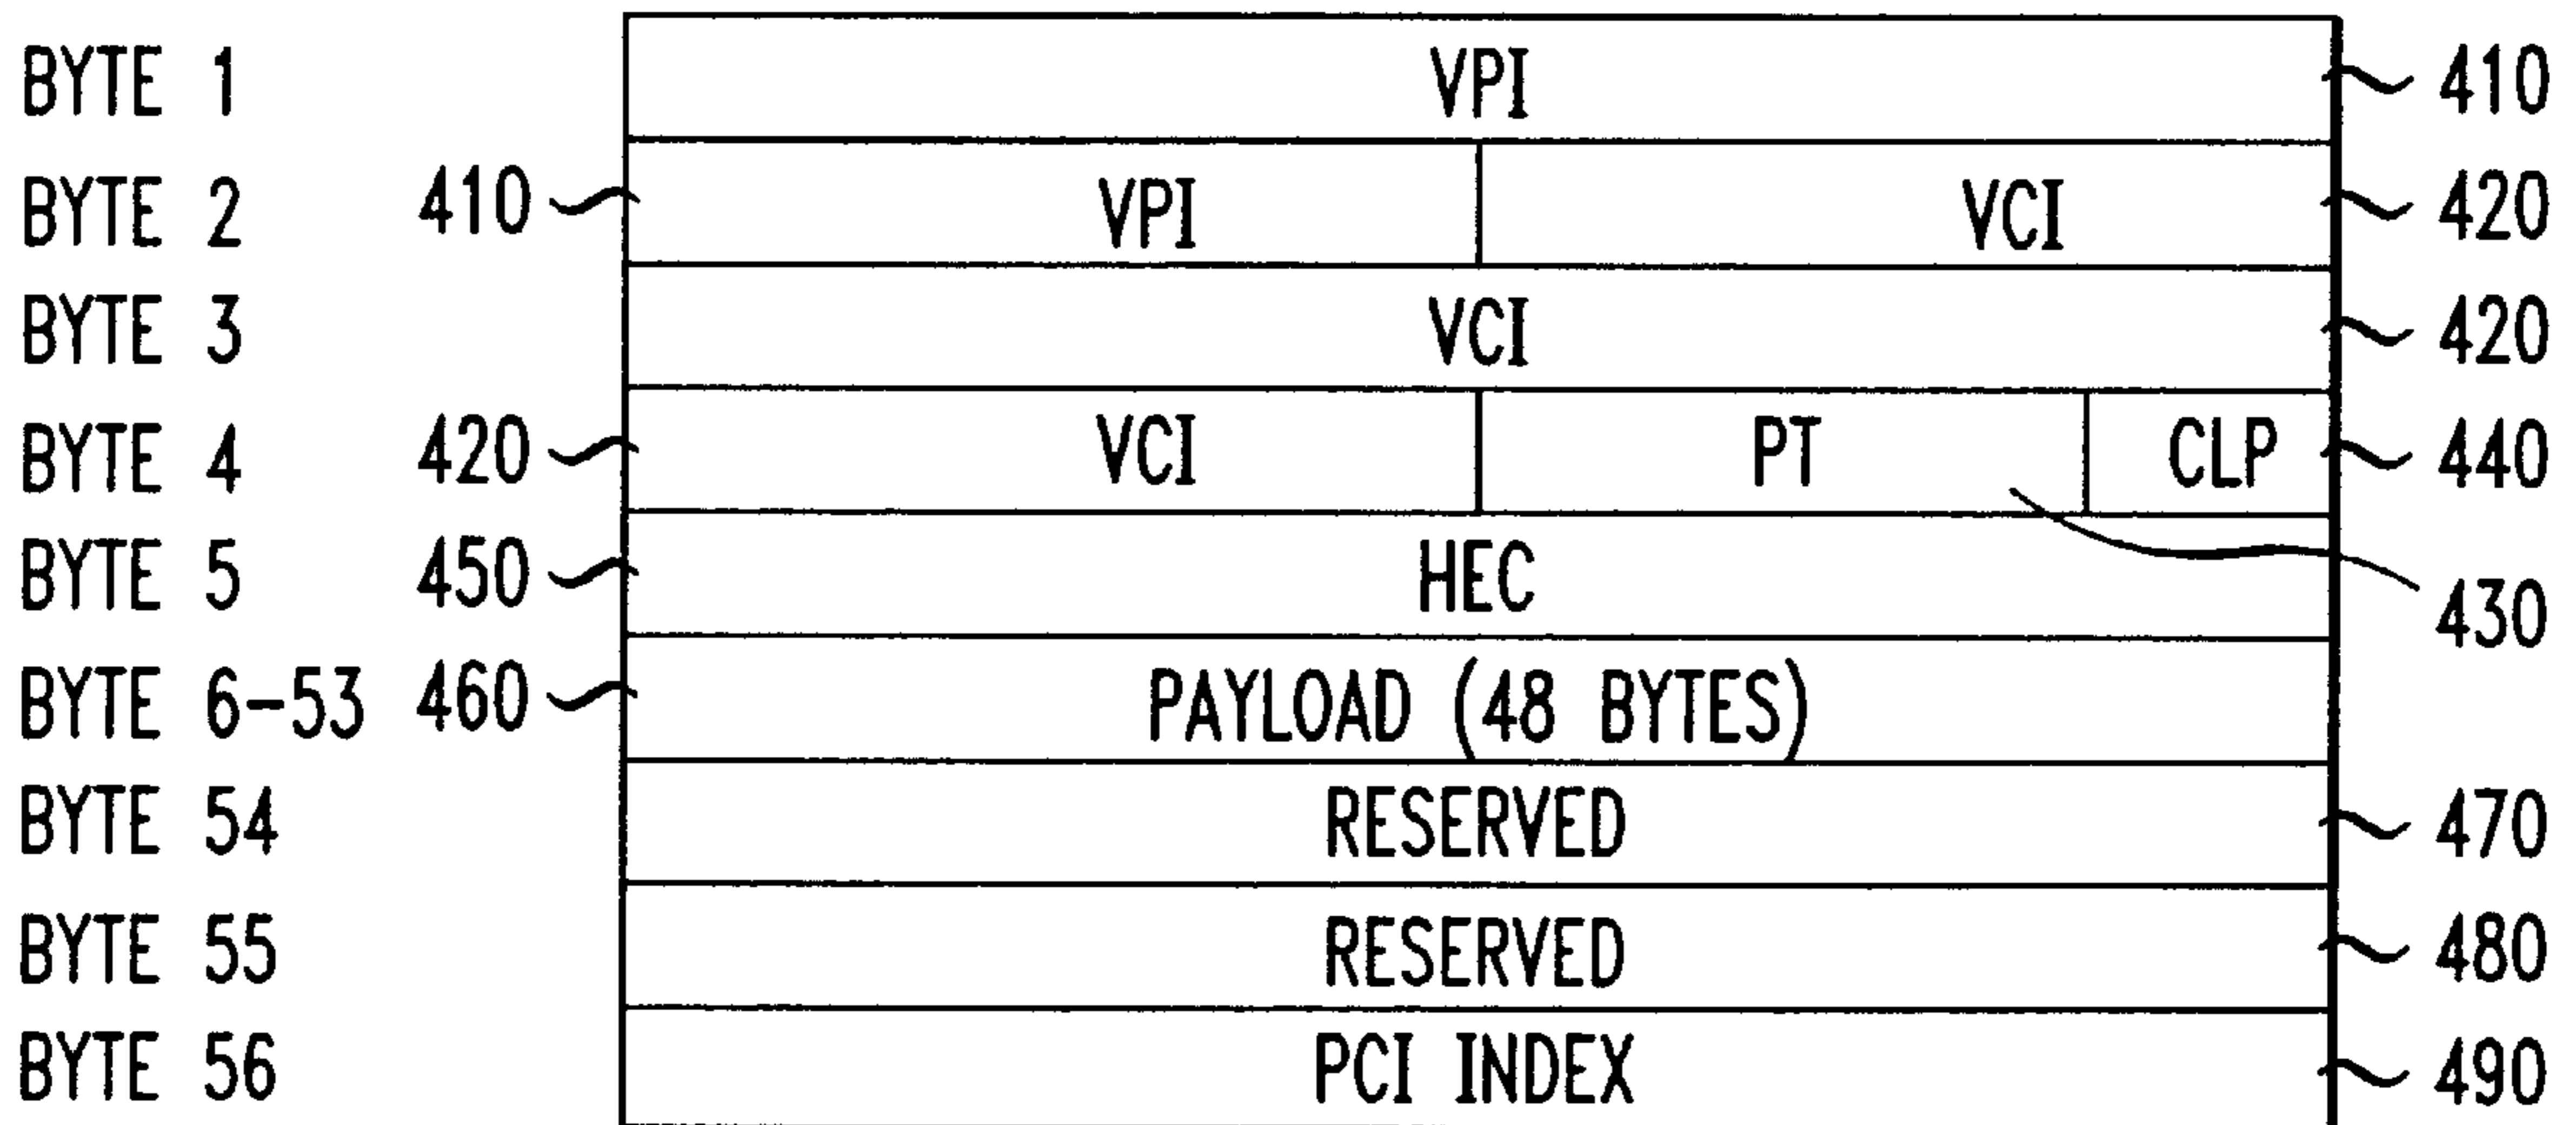 BYTE 1 VPI 410
BYTE 2 410 VPI VCI 420
BYTE 3 VCI 420
BYTE 4 420 VCI PT CLP 440
BYTE 5 450 HEC 430
BYTE 6-53 460 PAYLOAD (48 BYTES)
BYTE 54 RESERVED 470
BYTE 55 RESERVED 480
BYTE 56 PCI INDEX 490